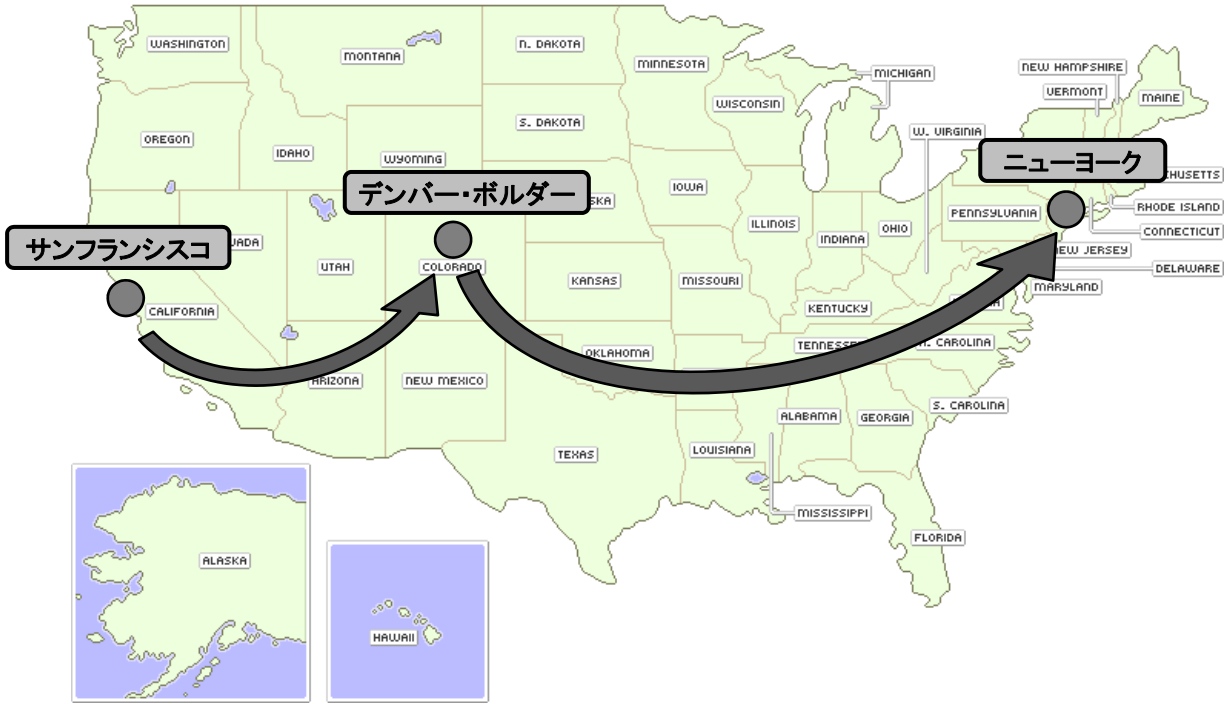 WASHINGTON
MONTANA
N. DAKOTA
MINNESOTA
MICHIGAN
NEW HAMPSHIRE
VERMONT
MAINE
WISCONSIN
S. DAKOTA
OREGON
IDAHO
WYOMING
W. VIRGINIA
ニューヨーク
HUSETTS
デンバー・ボルダー
SKA
IOWA
ILLINOIS
INDIANA
OHIO
PENNSYLVANIA
RHODE ISLAND
CONNECTICUT
サンフランシスコ
ADA
UTAH
COLORADO
KANSAS
MISSOURI
EW JERSEY
DELAWARE
MARYLAND
CALIFORNIA
KENTUCKY
TENNESSE
CAROLINA
OKLAHOMA
ARIZONA
NEW MEXICO
S. CAROLINA
ALABAMA
GEORGIA
TEXAS
LOUISIANA
MISSISSIPPI
FLORIDA
ALASKA
HAWAII